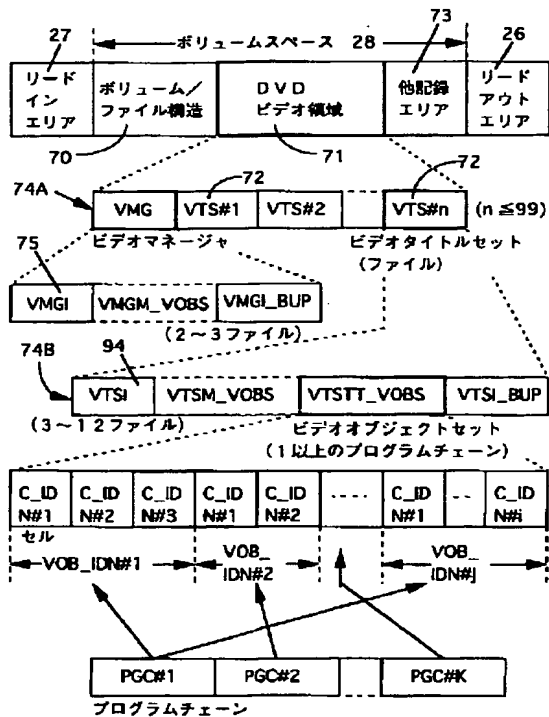 27 ボリュームスペース 28 73 26
リード
イン
エリア
ボリューム/
ファイル構造
DVD
ビデオ領域
他記録
エリア
リード
アウト
エリア
70 71
74A 72 72
VMG VTS#1 VTS#2 VTS#n (n≦99)
ビデオマネージャ
ビデオタイトルセット
(ファイル)
75
VMGI VMGM_VOBS VMGI_BUP
(2~3ファイル)
74B 94
VTSI VTSM_VOBS VTSTT_VOBS VTSI_BUP
(3~12ファイル)
ビデオオブジェクトセット
(1以上のプログラムチェーン)
C_ID
N#1
C_ID
N#2
C_ID
N#3
C_ID
N#1
C_ID
N#2
C_ID
N#1
C_ID
N#i
セル
VOB_IDN#1
VOB_
IDN#2
VOB_
IDN#j
PGC#1 PGC#2 PGC#K
プログラムチェーン